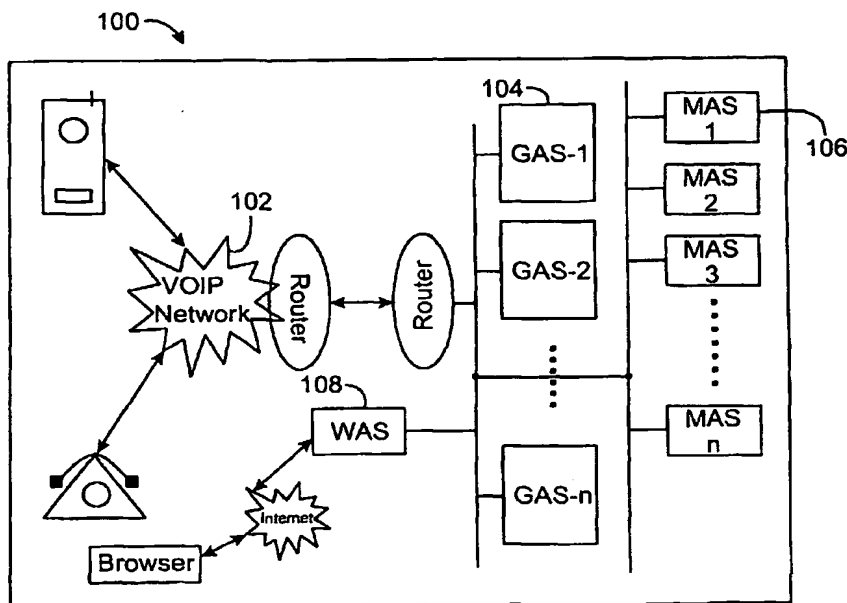 100
102
VOIP
Network
Router
Router
104
GAS-1
GAS-2
GAS-n
MAS
1
106
MAS
2
MAS
3
MAS
n
108
WAS
Internet
Browser